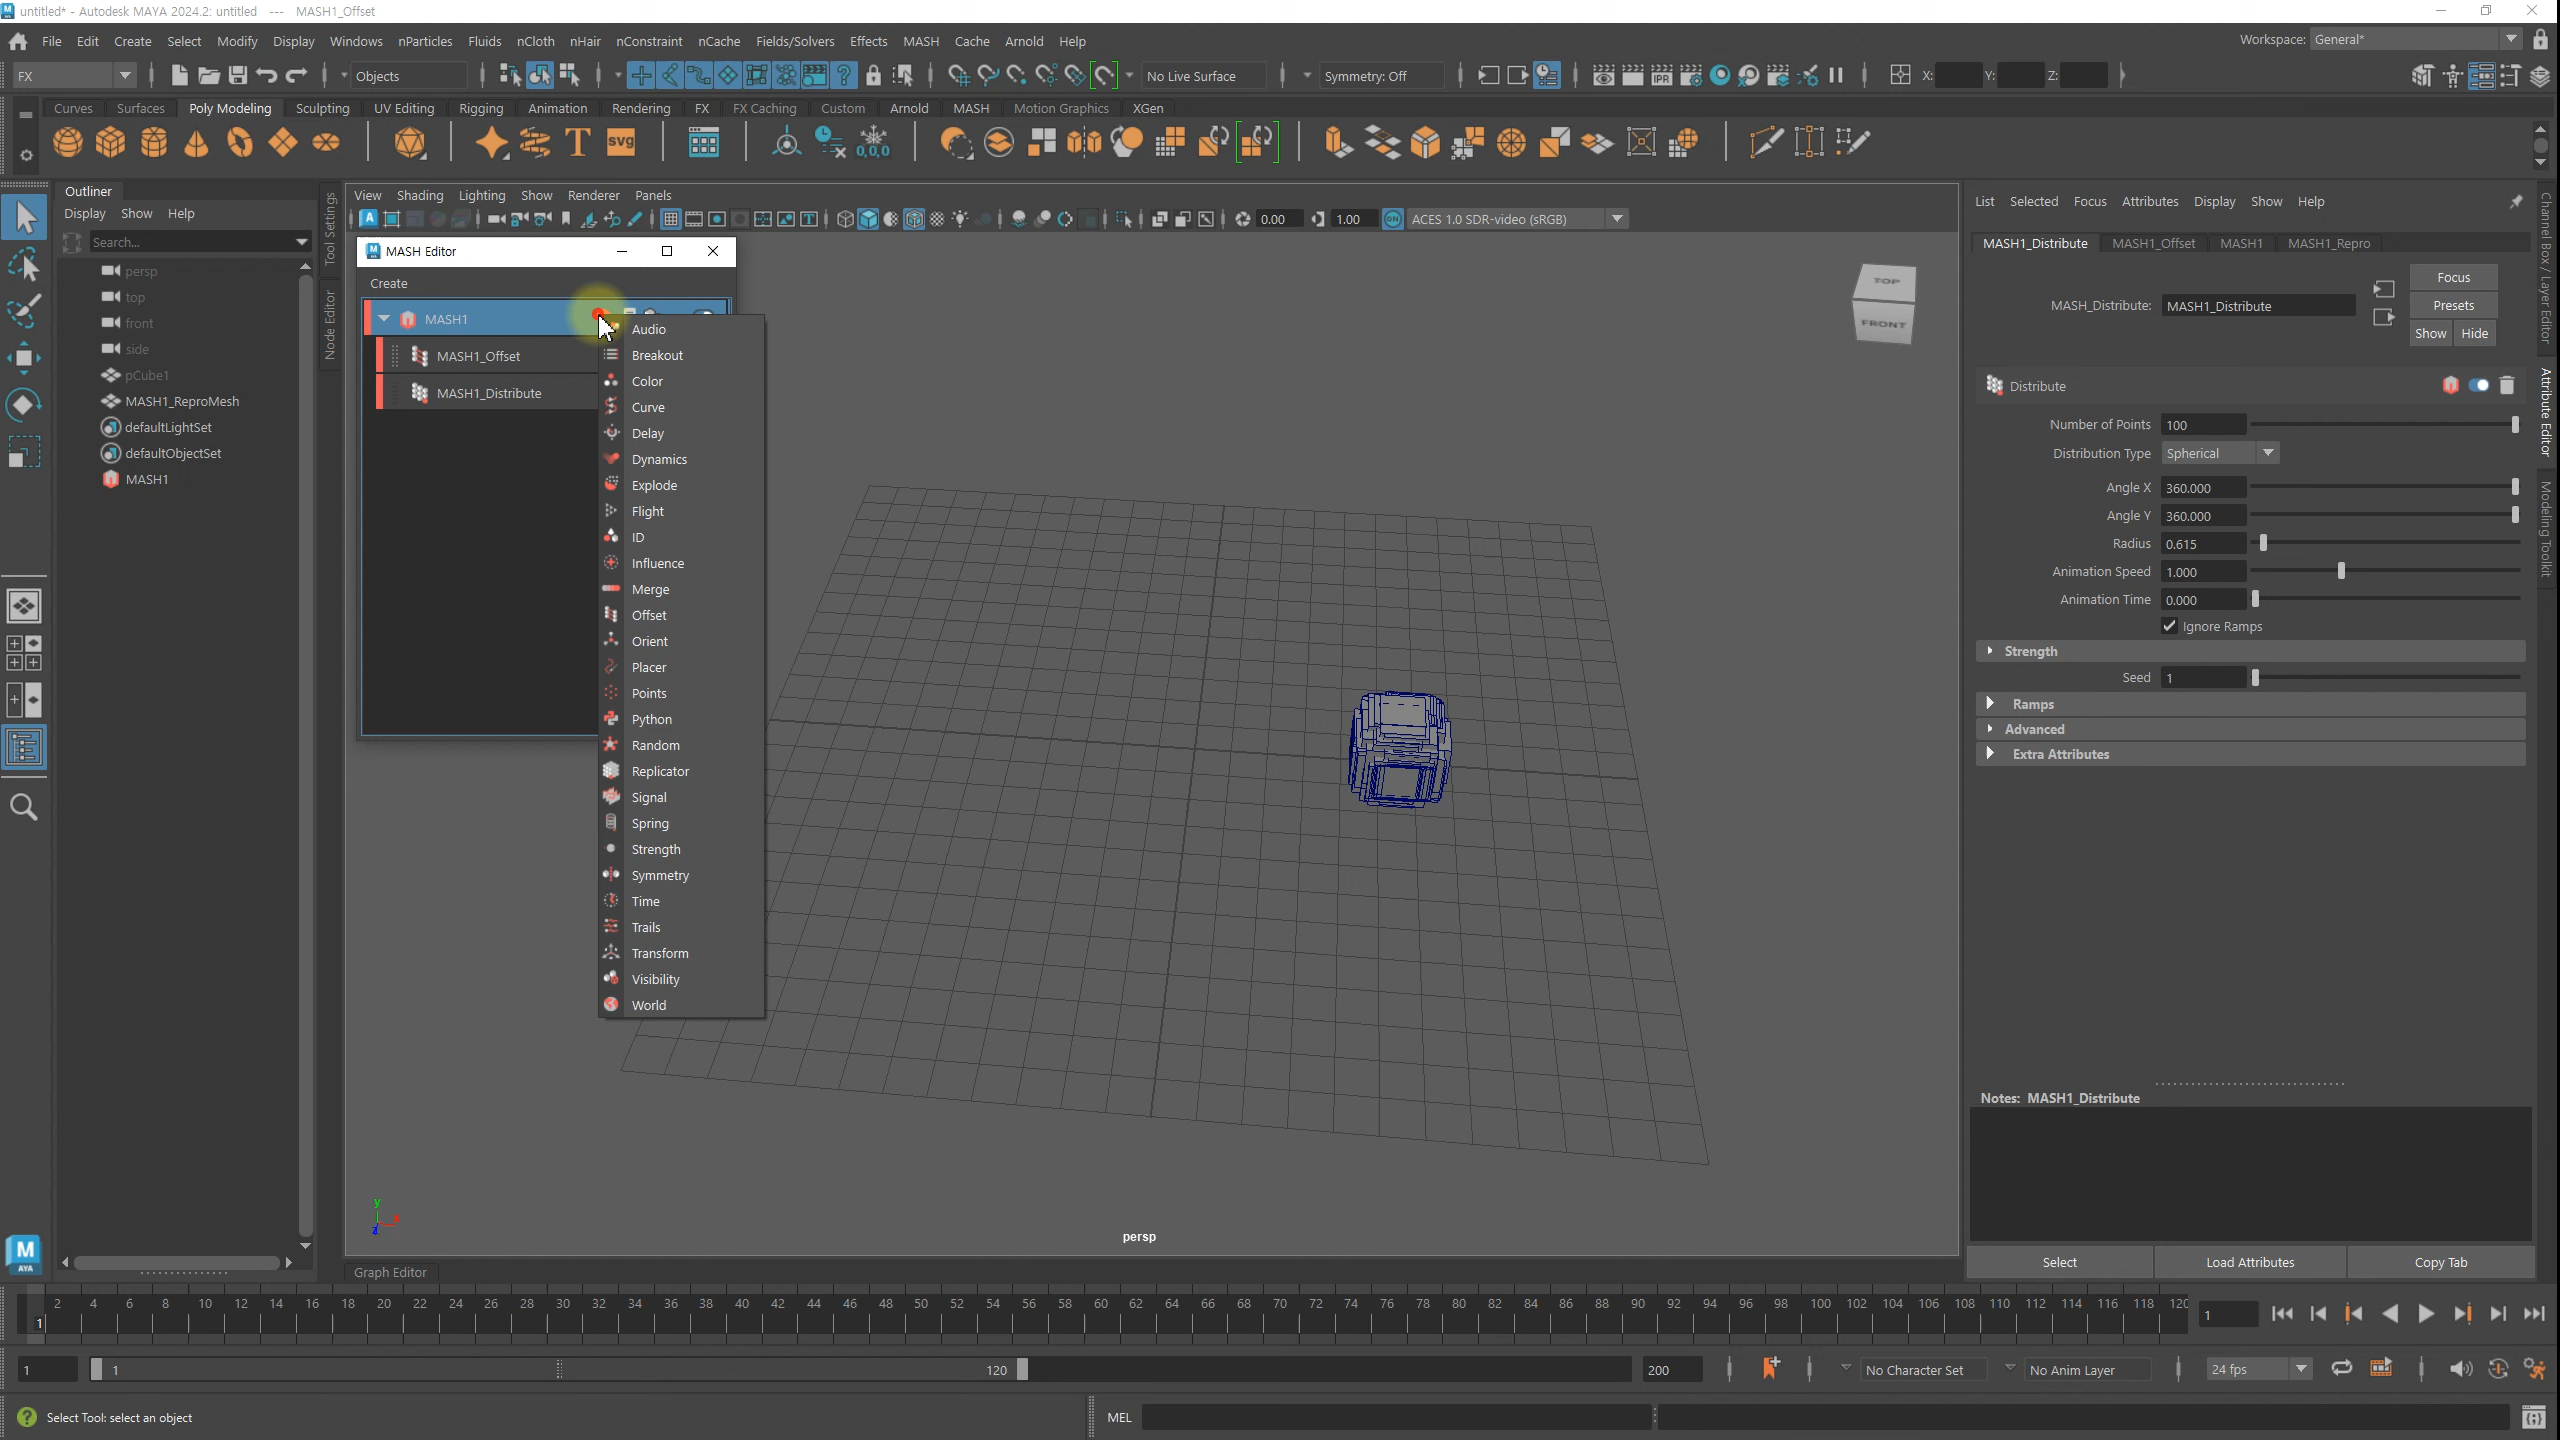 untitled* - Autodesk MAYA 2024.2: untitled --- MASH1_Offset
File Edit Create Select Modify Display Windows nParticles Fluids nCloth nHair nConstraint nCache Fields/Solvers Effects MASH Cache Arnold Help
Workspace: General*
FX
Objects
No Live Surface
Symmetry: Off
X: Y: Z:
Curves Surfaces Poly Modeling Sculpting UV Editing Rigging Animation Rendering FX FX Caching Custom Arnold MASH Motion Graphics XGen
Outliner
Display Show Help
Search...
persp
top
front
side
pCube1
MASH1_ReproMesh
defaultLightSet
defaultObjectSet
MASH1
Tool Settings
Node Editor
View Shading Lighting Show Renderer Panels
0.00
1.00
ACES 1.0 SDR-video (sRGB)
MASH Editor
Create
MASH1
MASH1_Offset
MASH1_Distribute
Audio
Breakout
Color
Curve
Delay
Dynamics
Explode
Flight
ID
Influence
Merge
Offset
Orient
Placer
Points
Python
Random
Replicator
Signal
Spring
Strength
Symmetry
Time
Trails
Transform
Visibility
World
TOP
FRONT
persp
Graph Editor
List Selected Focus Attributes Display Show Help
MASH1_Distribute MASH1_Offset MASH1 MASH1_Repro
MASH_Distribute: MASH1_Distribute
Focus
Presets
Show Hide
Distribute
Number of Points 100
Distribution Type Spherical
Angle X 360.000
Angle Y 360.000
Radius 0.615
Animation Speed 1.000
Animation Time 0.000
Ignore Ramps
Strength
Seed 1
Ramps
Advanced
Extra Attributes
Notes: MASH1_Distribute
Select Load Attributes Copy Tab
Channel Box / Layer Editor
Attribute Editor
Modeling Toolkit
2 4 6 8 10 12 14 16 18 20 22 24 26 28 30 32 34 36 38 40 42 44 46 48 50 52 54 56 58 60 62 64 66 68 70 72 74 76 78 80 82 84 86 88 90 92 94 96 98 100 102 104 106 108 110 112 114 116 118 120
1
1
1
1
120
200
No Character Set
No Anim Layer
24 fps
Select Tool: select an object
MEL